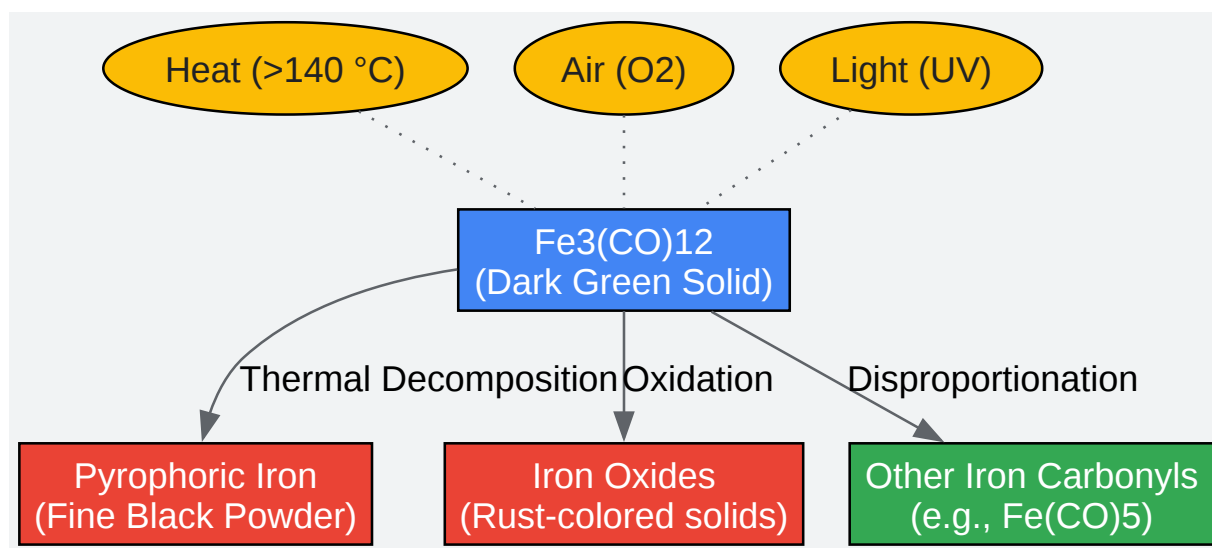 Heat (>140 °C)
Air (O2)
Light (UV)
Fe3(CO)12
(Dark Green Solid)
Thermal Decomposition
Oxidation
Disproportionation
Pyrophoric Iron
(Fine Black Powder)
Iron Oxides
(Rust-colored solids)
Other Iron Carbonyls
(e.g., Fe(CO)5)